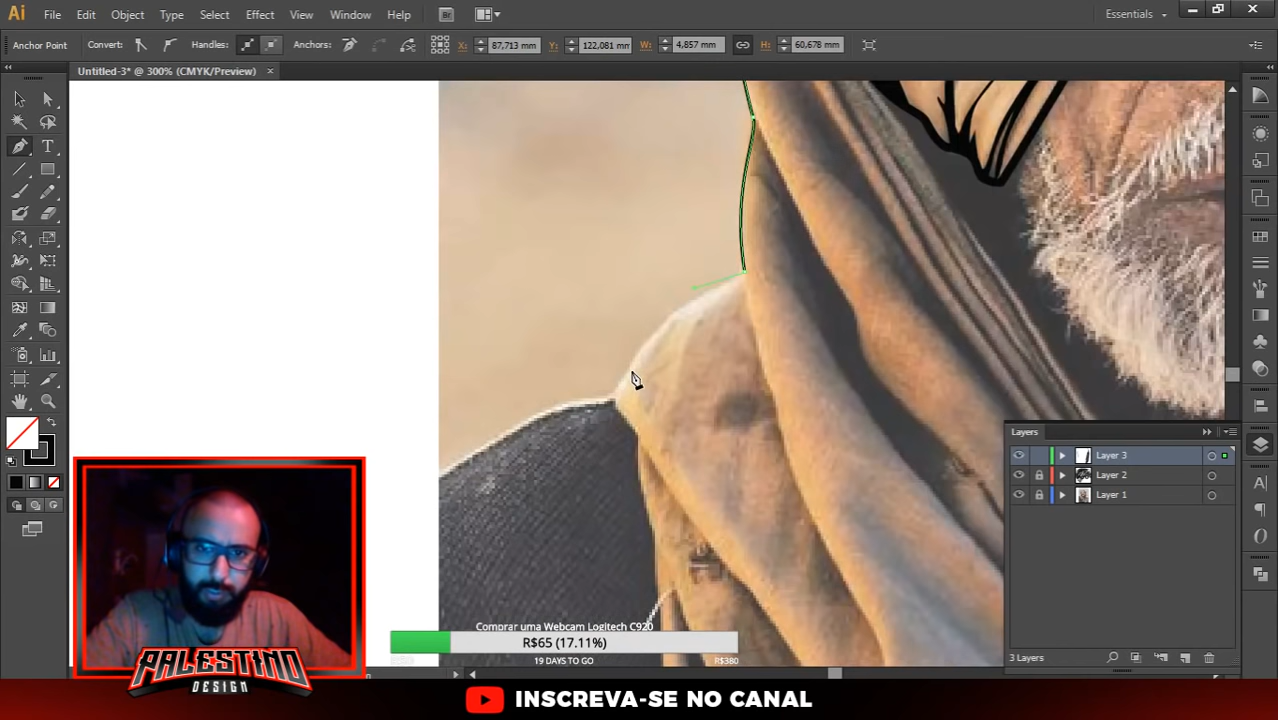 Ai File Edit Object Type Select Effect View Window Help Br Essentials
Anchor Point Convert: Handles: Anchors: X: 87,713 mm Y: 122,081 mm W: 4,857 mm H: 60,678 mm
Untitled-3* @ 300% (CMYK/Preview)
Layers
Layer 3
Layer 2
Layer 1
3 Layers
Comprar uma Webcam Logitech C920
R$65 (17.11%)
19 DAYS TO GO
R$380
PALESTINO
DESIGN
INSCREVA-SE NO CANAL